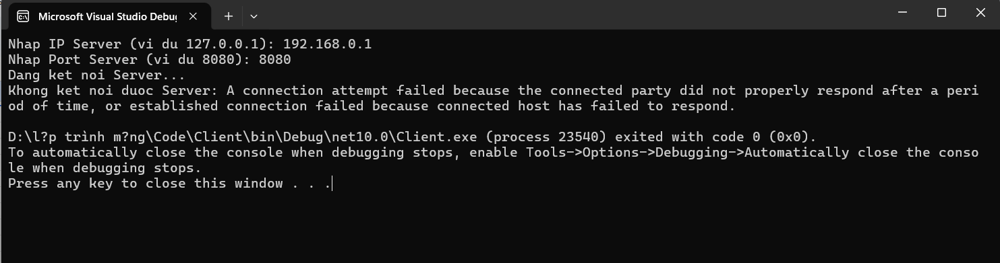 Microsoft Visual Studio Debug
Nhap IP Server (vi du 127.0.0.1): 192.168.0.1
Nhap Port Server (vi du 8080): 8080
Dang ket noi Server...
Khong ket noi duoc Server: A connection attempt failed because the connected party did not properly respond after a peri
od of time, or established connection failed because connected host has failed to respond.
D:\l?p trình m?ng\Code\Client\bin\Debug\net10.0\Client.exe (process 23540) exited with code 0 (0x0).
To automatically close the console when debugging stops, enable Tools->Options->Debugging->Automatically close the conso
le when debugging stops.
Press any key to close this window . . .